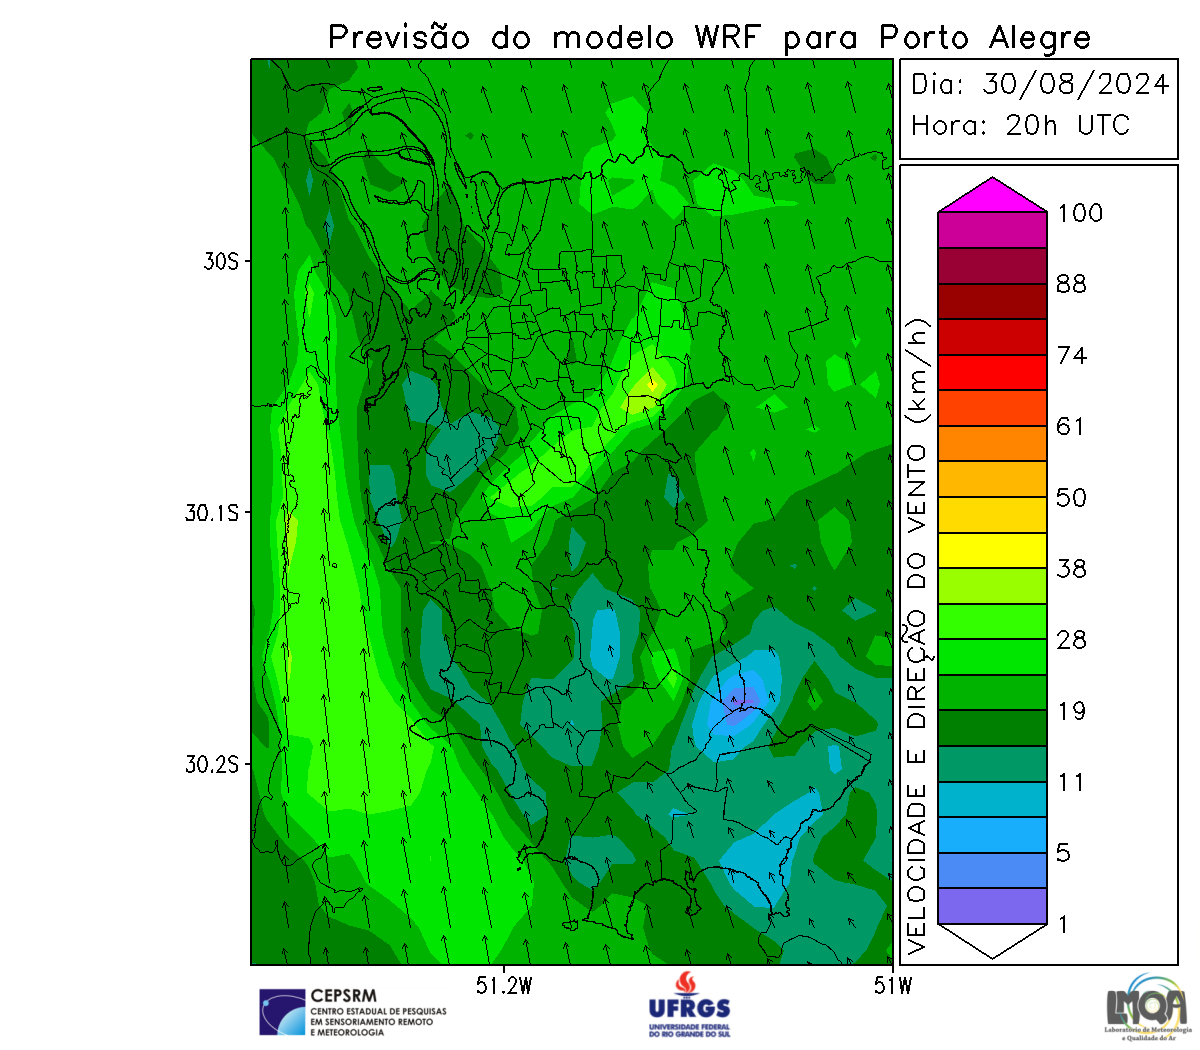 Previsão do modelo WRF para Porto Alegre
Dia: 30/08/2024
Hora: 20h UTC
100
88
74
61
50
38
28
19
11
5
1
VELOCIDADE E DIREÇÃO DO VENTO (km/h)
30S
30.1S
30.2S
51.2W
51W
CEPSRM
CENTRO ESTADUAL DE PESQUISAS
EM SENSORIAMENTO REMOTO
E METEOROLOGIA
UFRGS
UNIVERSIDADE FEDERAL
DO RIO GRANDE DO SUL
LMQA
Laboratório de Meteorologia
e Qualidade do Ar